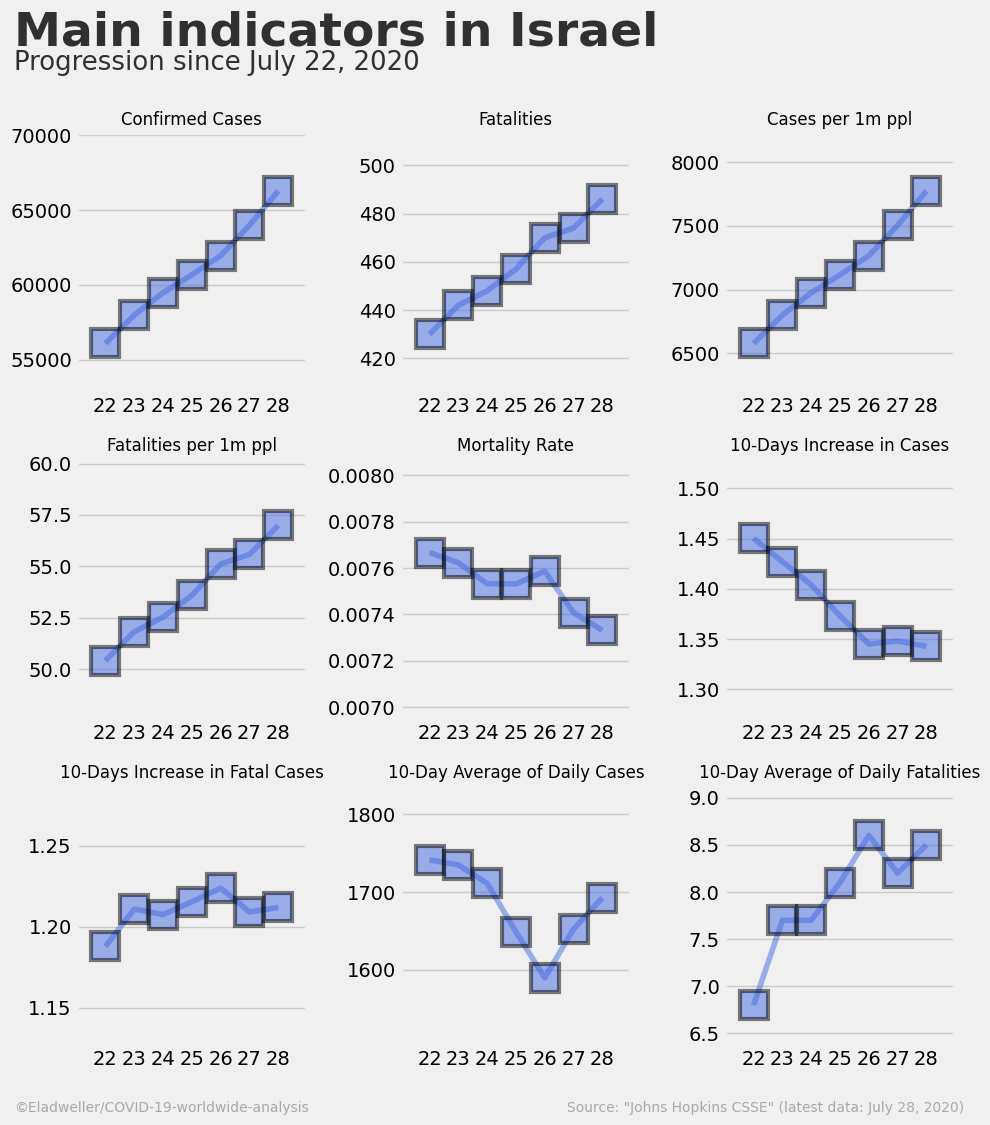 Main indicators in Israel
Progression since July 22, 2020
Confirmed Cases
70000
65000
60000
55000
22 23 24 25 26 27 28
Fatalities
500
480
460
440
420
22 23 24 25 26 27 28
Cases per 1m ppl
8000
7500
7000
6500
22 23 24 25 26 27 28
Fatalities per 1m ppl
60.0
57.5
55.0
52.5
50.0
22 23 24 25 26 27 28
Mortality Rate
0.0080
0.0078
0.0076
0.0074
0.0072
0.0070
22 23 24 25 26 27 28
10-Days Increase in Cases
1.50
1.45
1.40
1.35
1.30
22 23 24 25 26 27 28
10-Days Increase in Fatal Cases
1.25
1.20
1.15
22 23 24 25 26 27 28
10-Day Average of Daily Cases
1800
1700
1600
22 23 24 25 26 27 28
10-Day Average of Daily Fatalities
9.0
8.5
8.0
7.5
7.0
6.5
22 23 24 25 26 27 28
©Eladweller/COVID-19-worldwide-analysis
Source: "Johns Hopkins CSSE" (latest data: July 28, 2020)